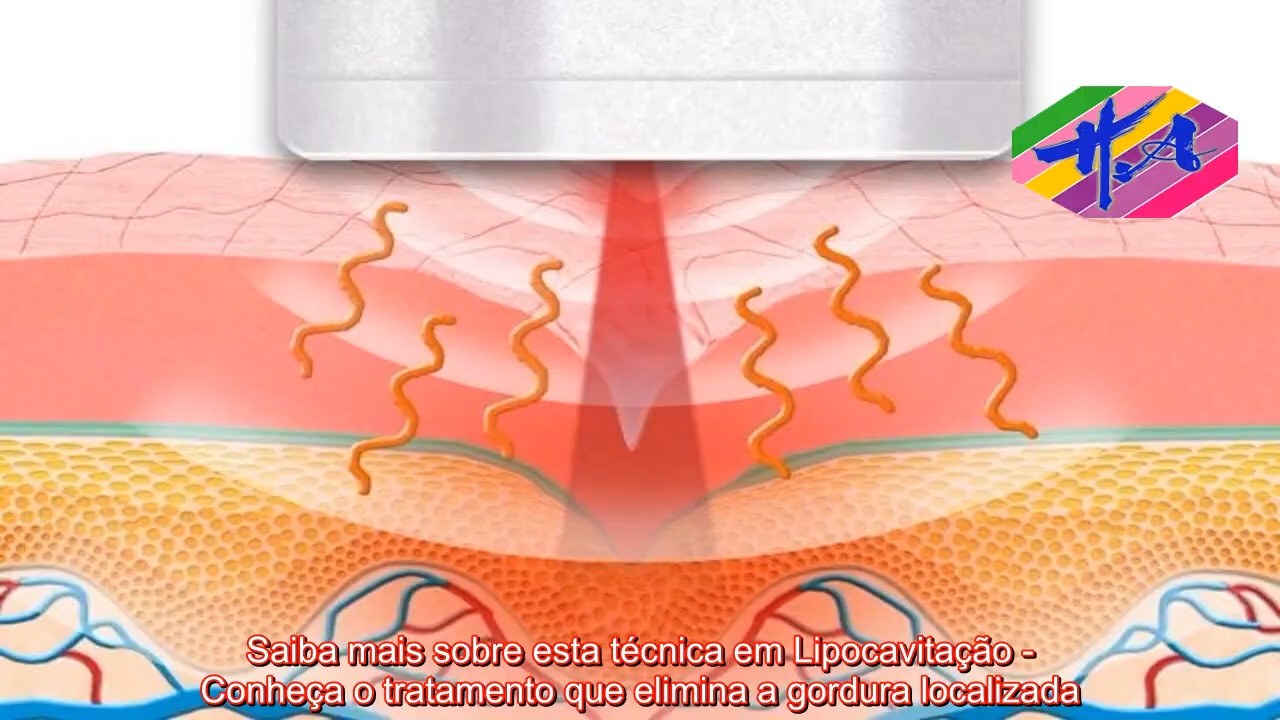 H.A
Saiba mais sobre esta técnica em Lipocavitação -
Conheça o tratamento que elimina a gordura localizada